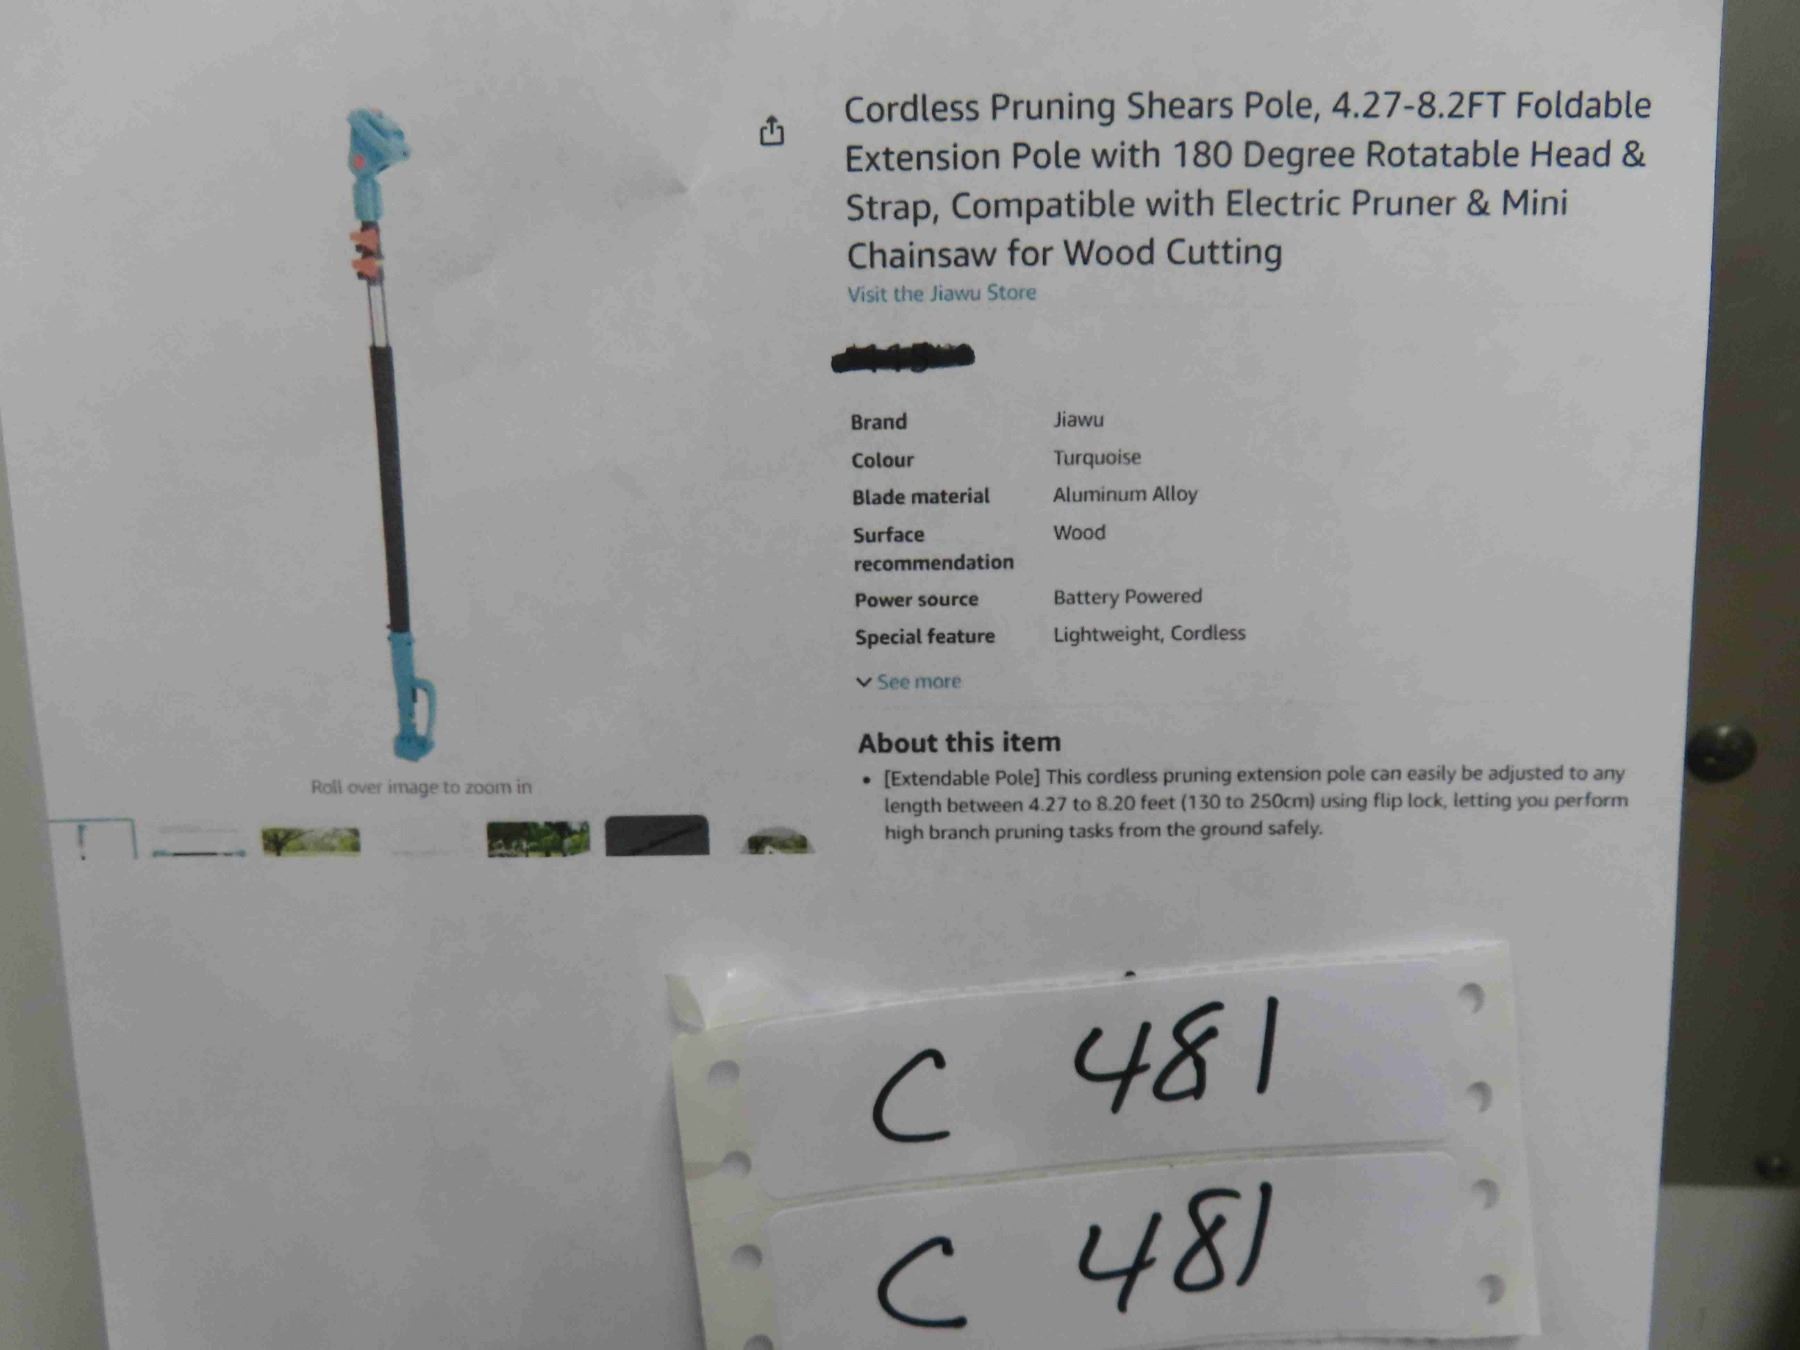 Cordless Pruning Shears Pole, 4.27-8.2FT Foldable
Extension Pole with 180 Degree Rotatable Head &
Strap, Compatible with Electric Pruner & Mini
Chainsaw for Wood Cutting
Visit the Jiawu Store
Brand Jiawu
Colour Turquoise
Blade material Aluminum Alloy
Surface Wood
recommendation
Power source Battery Powered
Special feature Lightweight, Cordless
See more
About this item
• [Extendable Pole] This cordless pruning extension pole can easily be adjusted to any
length between 4.27 to 8.20 feet (130 to 250cm) using flip lock, letting you perform
high branch pruning tasks from the ground safely.
Roll over image to zoom in
C 481
C 481